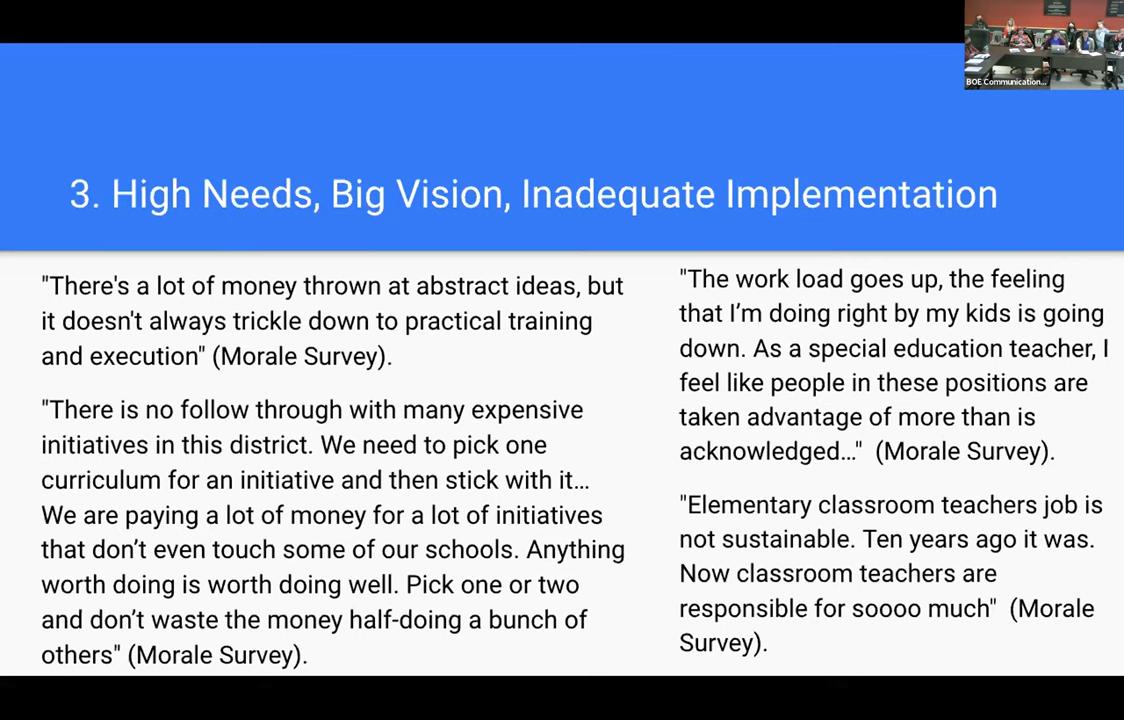 BOE Communication...
3. High Needs, Big Vision, Inadequate Implementation
"There's a lot of money thrown at abstract ideas, but
it doesn't always trickle down to practical training
and execution" (Morale Survey).
"There is no follow through with many expensive
initiatives in this district. We need to pick one
curriculum for an initiative and then stick with it…
We are paying a lot of money for a lot of initiatives
that don’t even touch some of our schools. Anything
worth doing is worth doing well. Pick one or two
and don’t waste the money half-doing a bunch of
others" (Morale Survey).
"The work load goes up, the feeling
that I’m doing right by my kids is going
down. As a special education teacher, I
feel like people in these positions are
taken advantage of more than is
acknowledged…"  (Morale Survey).
"Elementary classroom teachers job is
not sustainable. Ten years ago it was.
Now classroom teachers are
responsible for soooo much"  (Morale
Survey).